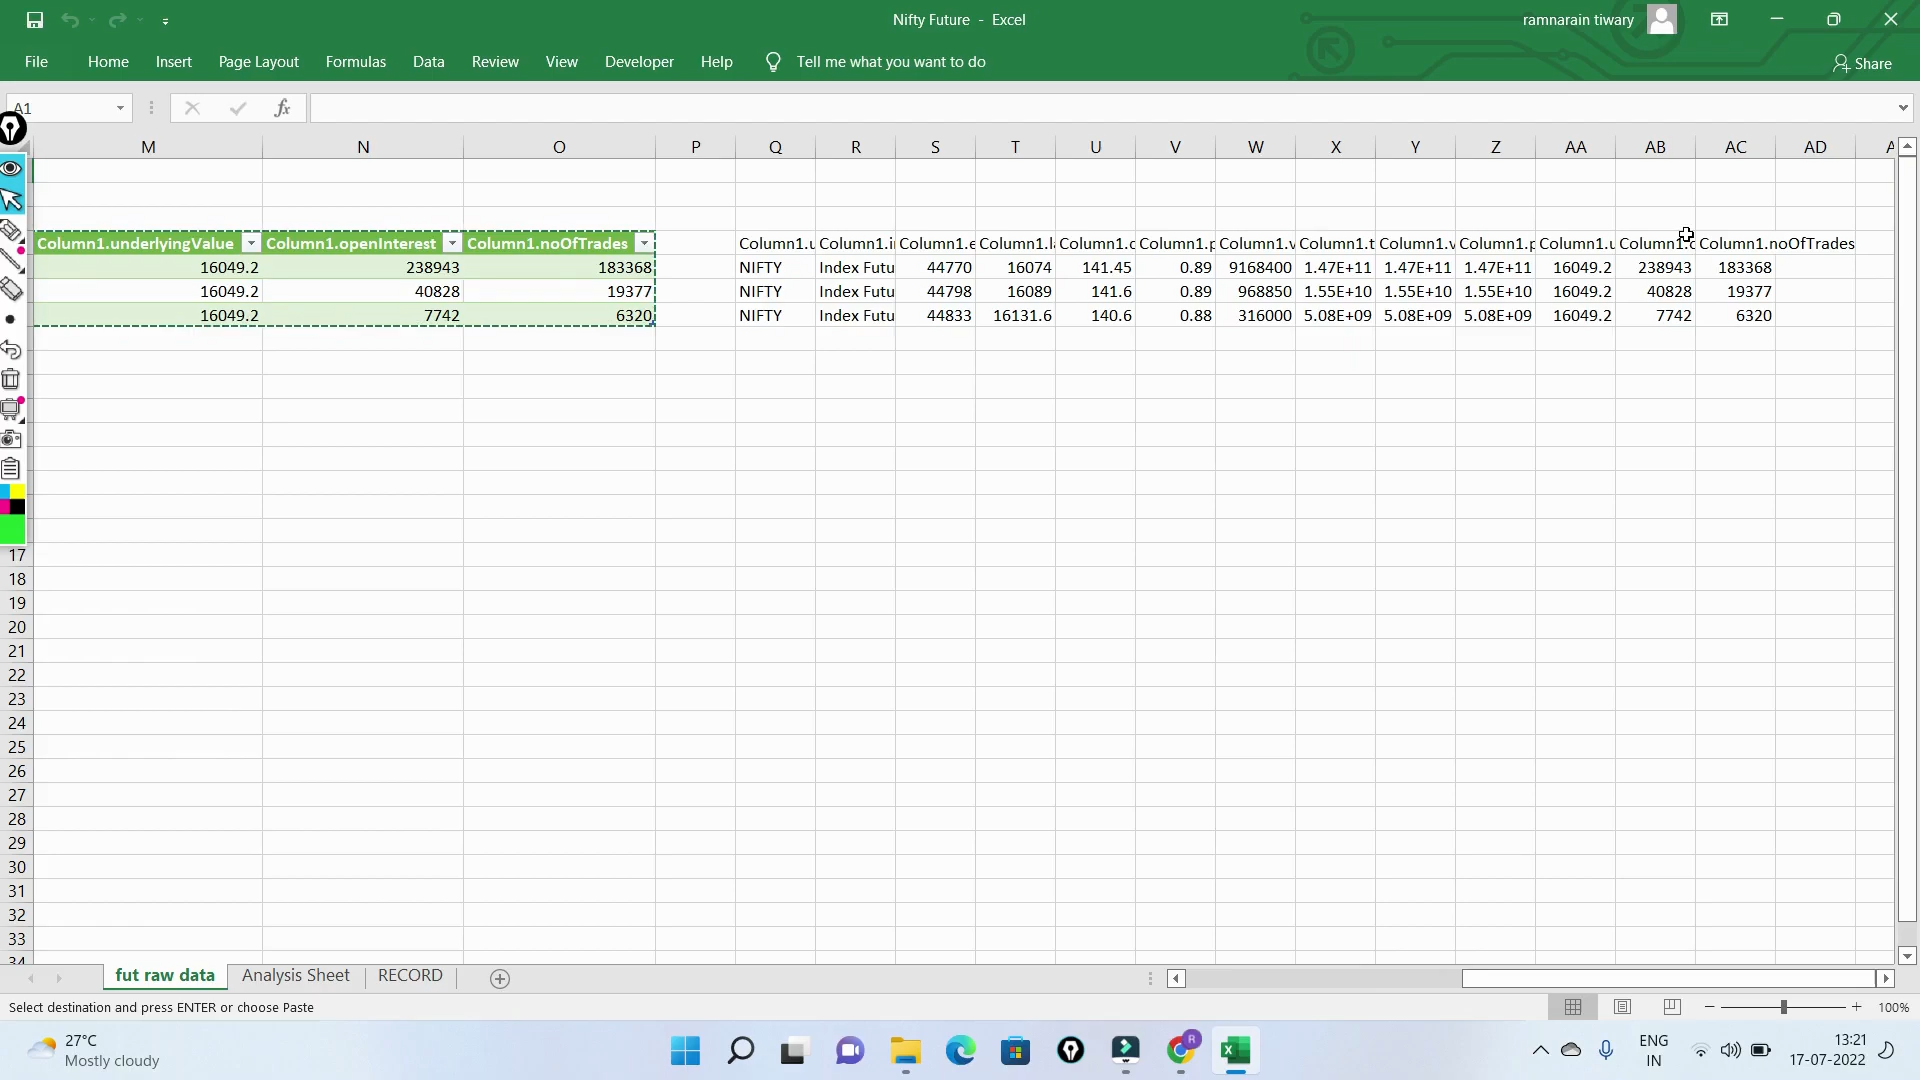 Nifty Future - Excel
ramnarain tiwary
File Home Insert Page Layout Formulas Data Review View Developer Help Tell me what you want to do
Share
A1
fx
M N O P Q R S T U V W X Y Z AA AB AC AD
Column1.underlyingValue Column1.openInterest Column1.noOfTrades Column1.u Column1.i Column1.e Column1.l Column1.c Column1.p Column1.v Column1.t Column1.v Column1.p Column1.u Column1. Column1.noOfTrades
16049.2 238943 183368 NIFTY Index Futu 44770 16074 141.45 0.89 9168400 1.47E+11 1.47E+11 1.47E+11 16049.2 238943 183368
16049.2 40828 19377 NIFTY Index Futu 44798 16089 141.6 0.89 968850 1.55E+10 1.55E+10 1.55E+10 16049.2 40828 19377
16049.2 7742 6320 NIFTY Index Futu 44833 16131.6 140.6 0.88 316000 5.08E+09 5.08E+09 5.08E+09 16049.2 7742 6320
17
18
19
20
21
22
23
24
25
26
27
28
29
30
31
32
33
34
fut raw data Analysis Sheet RECORD
Select destination and press ENTER or choose Paste
100%
27°C
Mostly cloudy
ENG
IN
13:21
17-07-2022